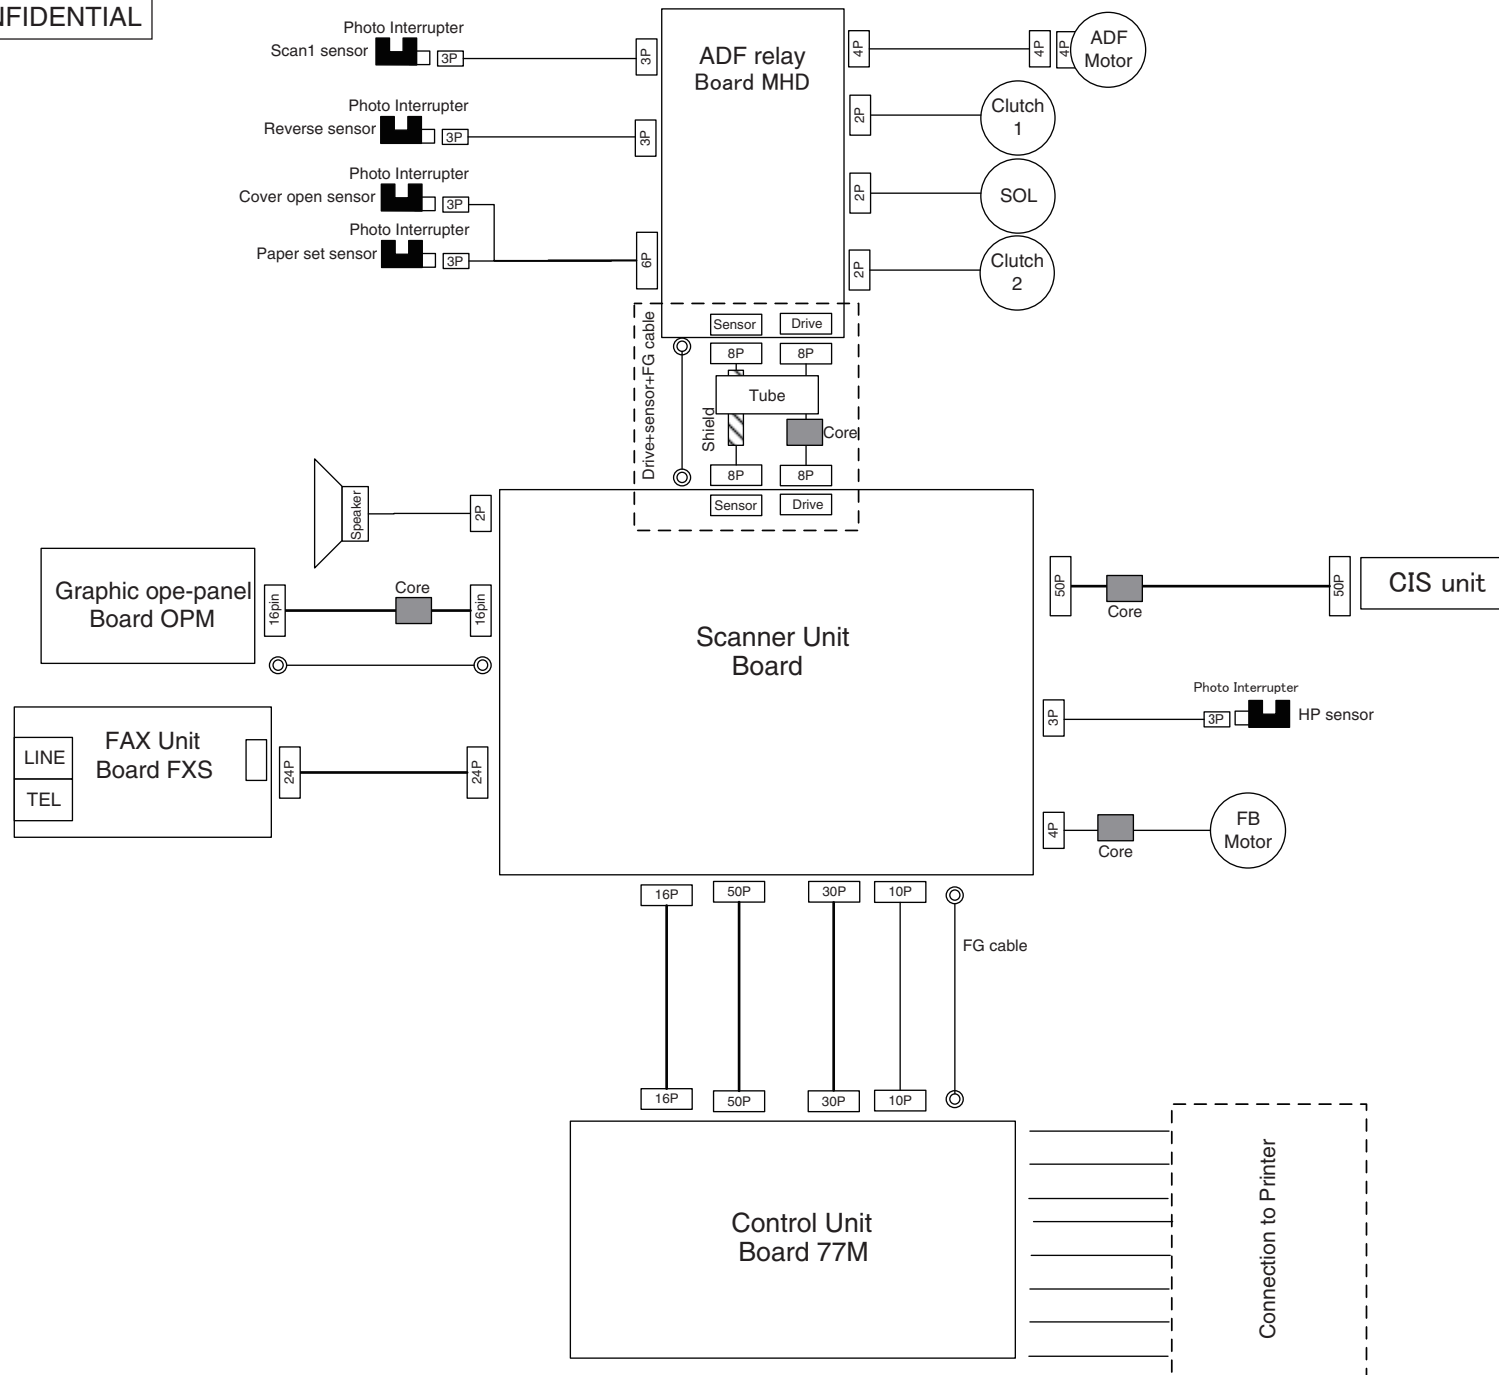 NFIDENTIAL
Photo Interrupter
Scan1 sensor
3P
3P
Photo Interrupter
Reverse sensor
3P
3P
Photo Interrupter
Cover open sensor
3P
Photo Interrupter
Paper set sensor
3P
6P
ADF relay
Board MHD
4P
4P
4P
ADF
Motor
2P
Clutch
1
2P
SOL
2P
Clutch
2
Drive+sensor+FG cable
Sensor
Drive
8P
8P
Tube
Shield
Core
8P
8P
Sensor
Drive
Speaker
2P
Graphic ope-panel
Board OPM
16pin
Core
16pin
FAX Unit
Board FXS
LINE
TEL
24P
24P
Scanner Unit
Board
50P
Core
50P
CIS unit
3P
Photo Interrupter
3P
HP sensor
4P
Core
FB
Motor
16P
50P
30P
10P
FG cable
16P
50P
30P
10P
Control Unit
Board 77M
Connection to Printer